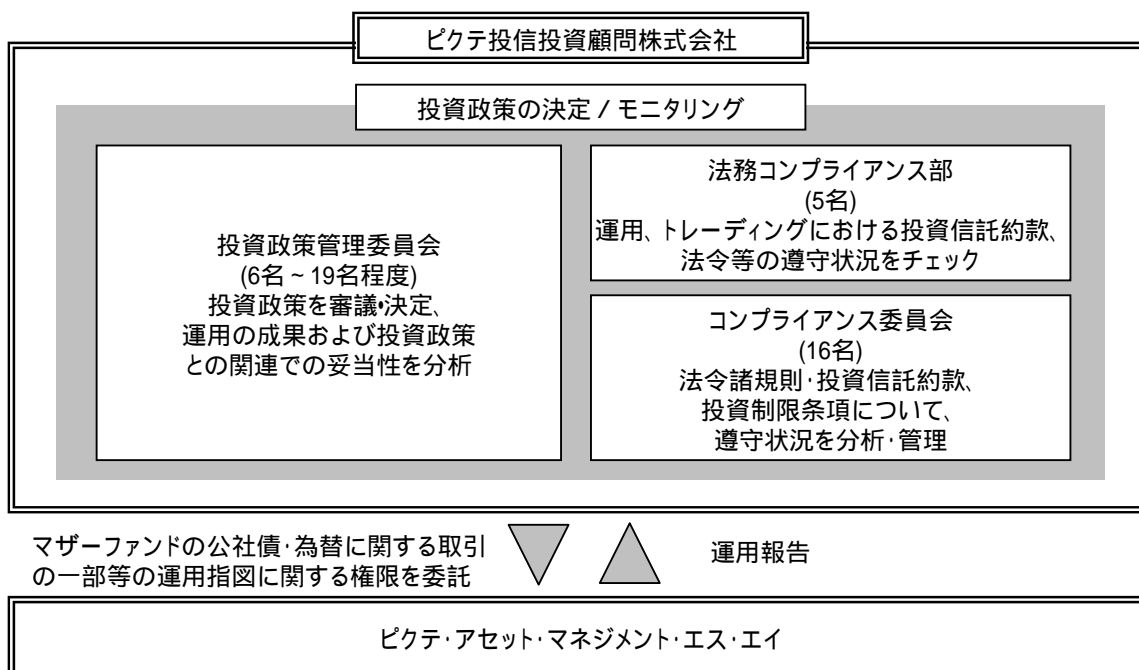 ピクテ投信投資顧問株式会社
投資政策の決定 / モニタリング
投資政策管理委員会
(6名~19名程度)
投資政策を審議・決定、
運用の成果および投資政策
との関連での妥当性を分析
法務コンプライアンス部
(5名)
運用、トレーディングにおける投資信託約款、
法令等の遵守状況をチェック
コンプライアンス委員会
(16名)
法令諸規則・投資信託約款、
投資制限条項について、
遵守状況を分析・管理
マザーファンドの公社債・為替に関する取引
の一部等の運用指図に関する権限を委託
運用報告
ピクテ・アセット・マネジメント・エス・エイ